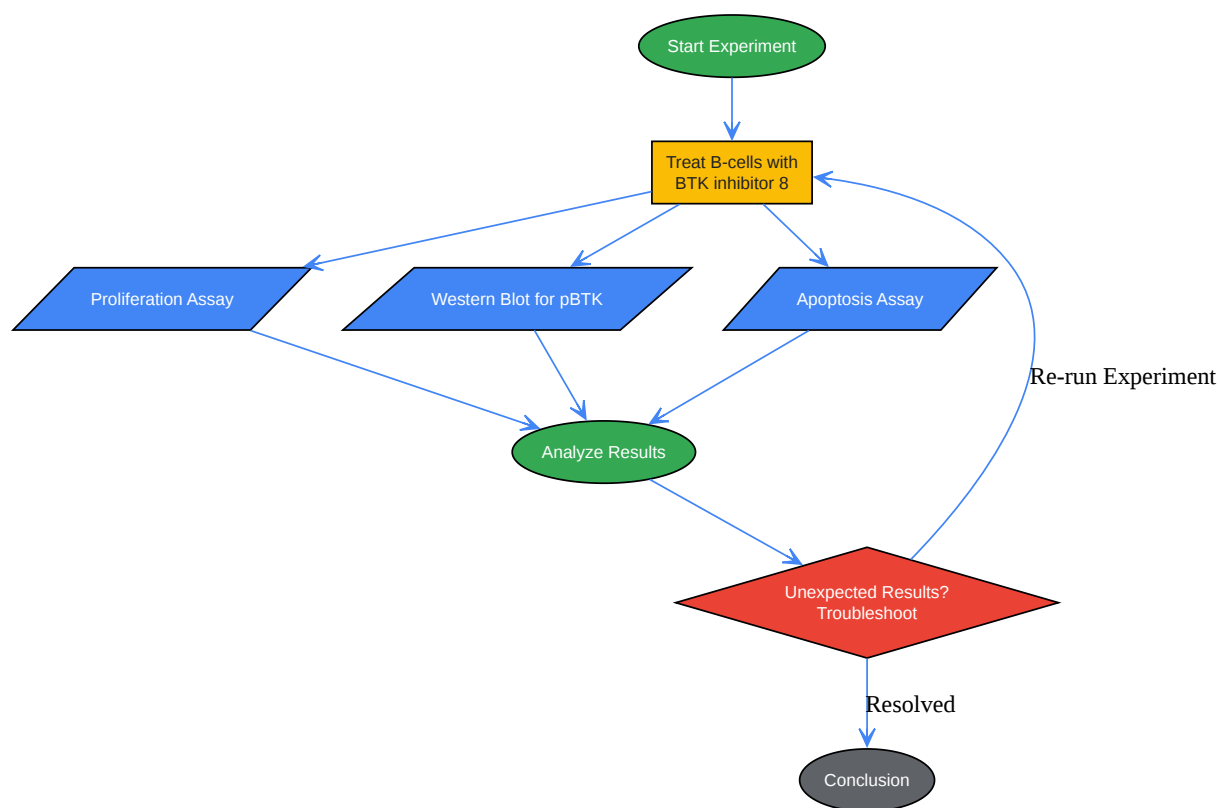 Start Experiment
Treat B-cells with
BTK inhibitor 8
Proliferation Assay
Western Blot for pBTK
Apoptosis Assay
Re-run Experiment
Analyze Results
Unexpected Results?
Troubleshoot
Resolved
Conclusion